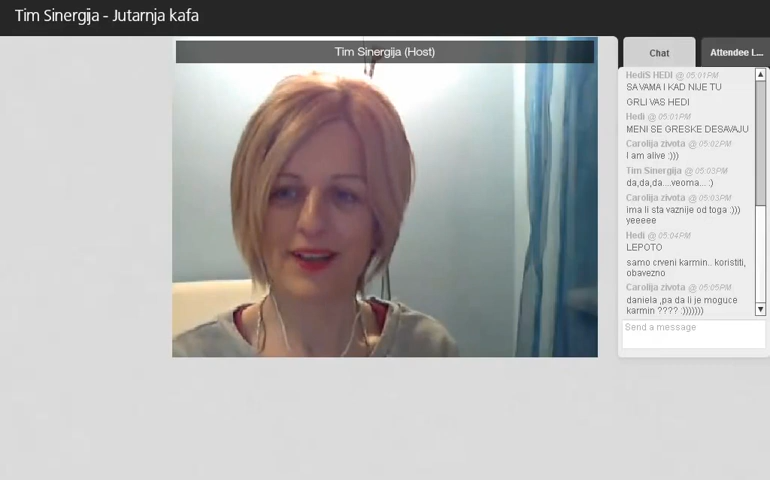 Tim Sinergija - Jutarnja kafa
Tim Sinergija (Host)
Chat
Attendee L...
HediS HEDI @ 05:01PM
SA VAMA I KAD NIJE TU
GRLI VAS HEDI
Hedi @ 05:01PM
MENI SE GRESKE DESAVAJU
Carolija zivota @ 05:02PM
I am alive :)))
Tim Sinergija @ 05:03PM
da,da,da....veoma... :)
Carolija zivota @ 05:03PM
ima li sta vaznije od toga :)))
yeeeee
Hedi @ 05:04PM
LEPOTO
samo crveni karmin.. koristiti,
obavezno
Carolija zivota @ 05:05PM
daniela ,pa da li je moguce
karmin ???? :)))))))
Send a message